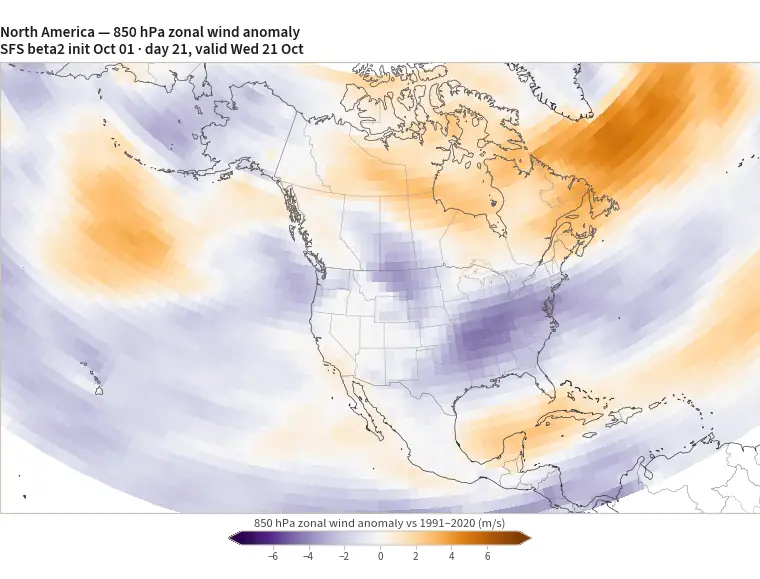 North America — 850 hPa zonal wind anomaly
SFS beta2 init Oct 01 · day 21, valid Wed 21 Oct
850 hPa zonal wind anomaly vs 1991–2020 (m/s)
−6 −4 −2 0 2 4 6